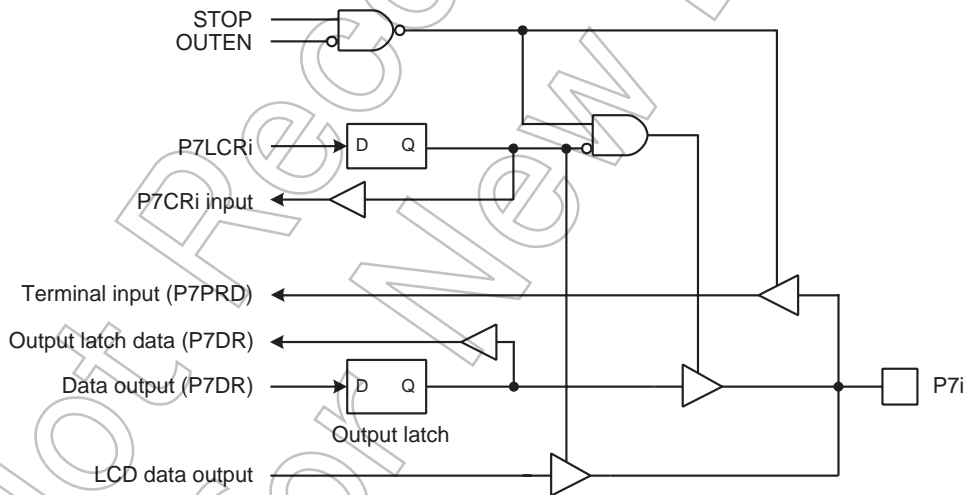 STOP
OUTEN
P7LCRi
D Q
P7CRi input
Terminal input (P7PRD)
Output latch data (P7DR)
Data output (P7DR)
D Q
P7i
Output latch
LCD data output